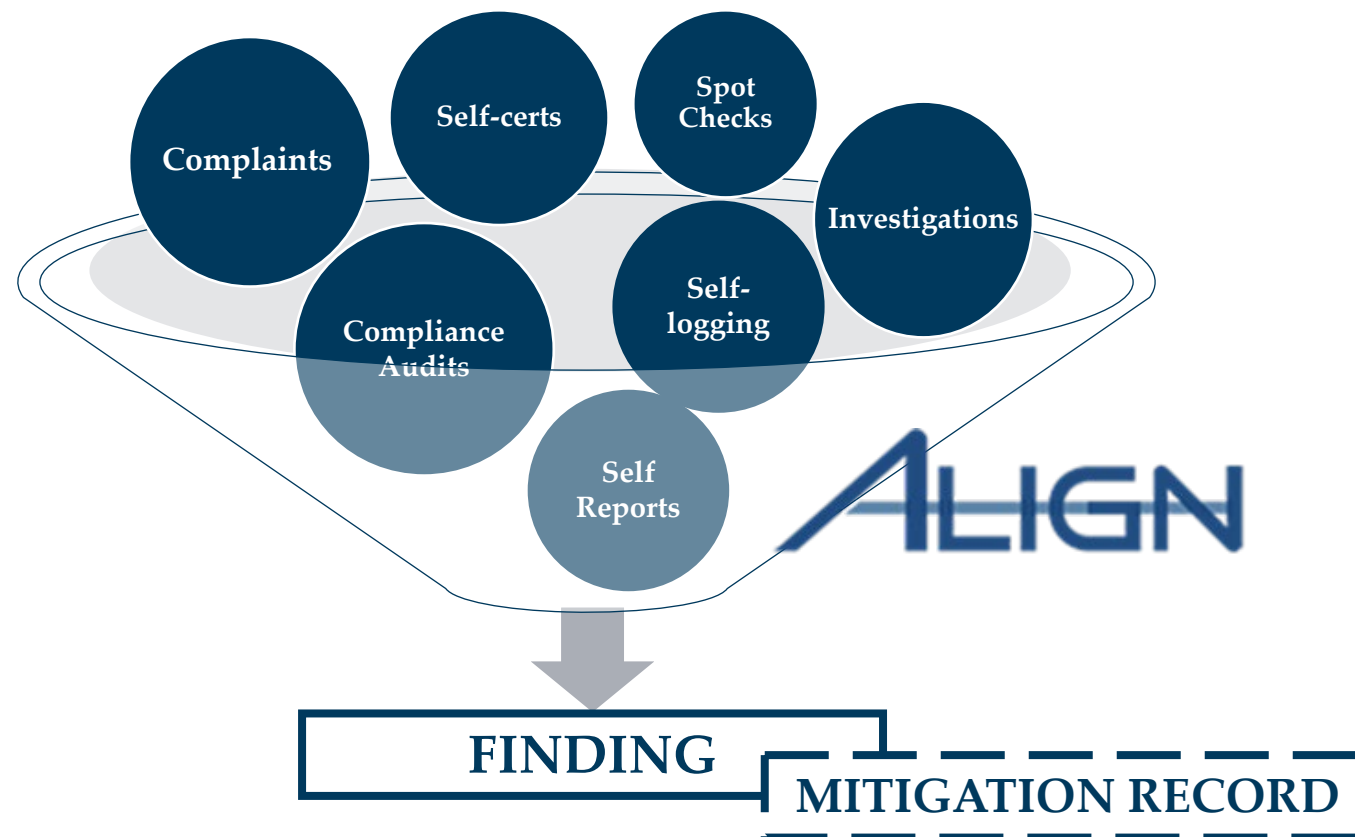 Complaints
Self-certs
Spot
Checks
Investigations
Compliance
Audits
Self-
logging
Self
Reports
ALIGN
FINDING
MITIGATION RECORD